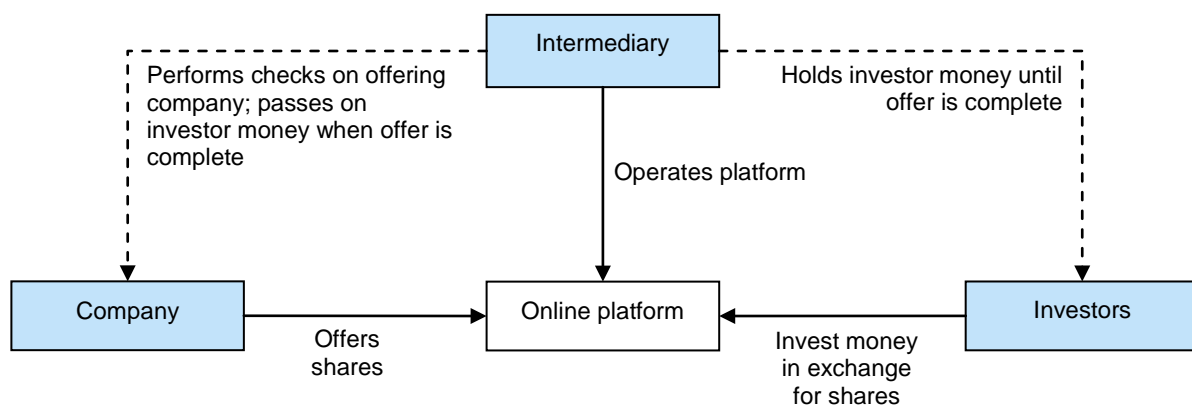 Intermediary
Performs checks on offering
company; passes on
investor money when offer is
complete
Holds investor money until
offer is complete
Operates platform
Company
Online platform
Investors
Offers
shares
Invest money
in exchange
for shares